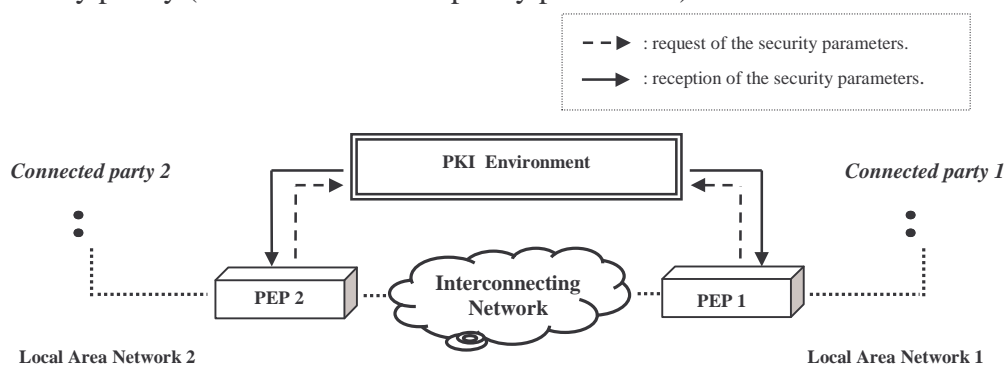 : request of the security parameters.
: reception of the security parameters.
PKI Environment
Connected party 2
Connected party 1
Interconnecting
Network
PEP 2
PEP 1
Local Area Network 2
Local Area Network 1